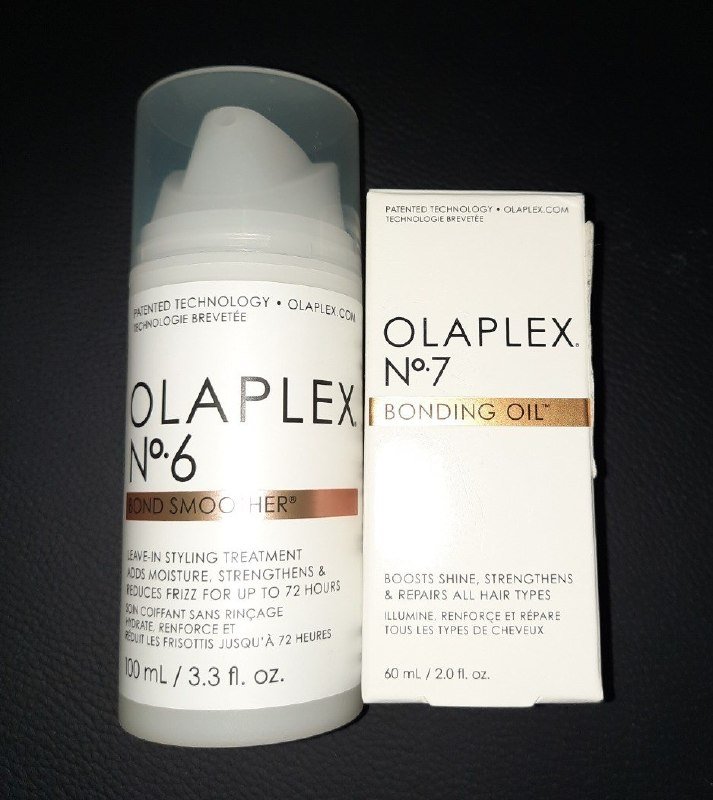 PATENTED TECHNOLOGY • OLAPLEX.COM
TECHNOLOGIE BREVETÉE
OLAPLEX®
Nº.6
BOND SMOOTHER®
LEAVE-IN STYLING TREATMENT
ADDS MOISTURE, STRENGTHENS &
REDUCES FRIZZ FOR UP TO 72 HOURS
SOIN COIFFANT SANS RINÇAGE
HYDRATE, RENFORCE ET
RÉDUIT LES FRISOTTIS JUSQU'À 72 HEURES
100 mL / 3.3 fl. oz.
PATENTED TECHNOLOGY • OLAPLEX.COM
TECHNOLOGIE BREVETÉE
OLAPLEX®
Nº.7
BONDING OIL™
BOOSTS SHINE, STRENGTHENS
& REPAIRS ALL HAIR TYPES
ILLUMINE, RENFORCE ET RÉPARE
TOUS LES TYPES DE CHEVEUX
60 mL / 2.0 fl. oz.